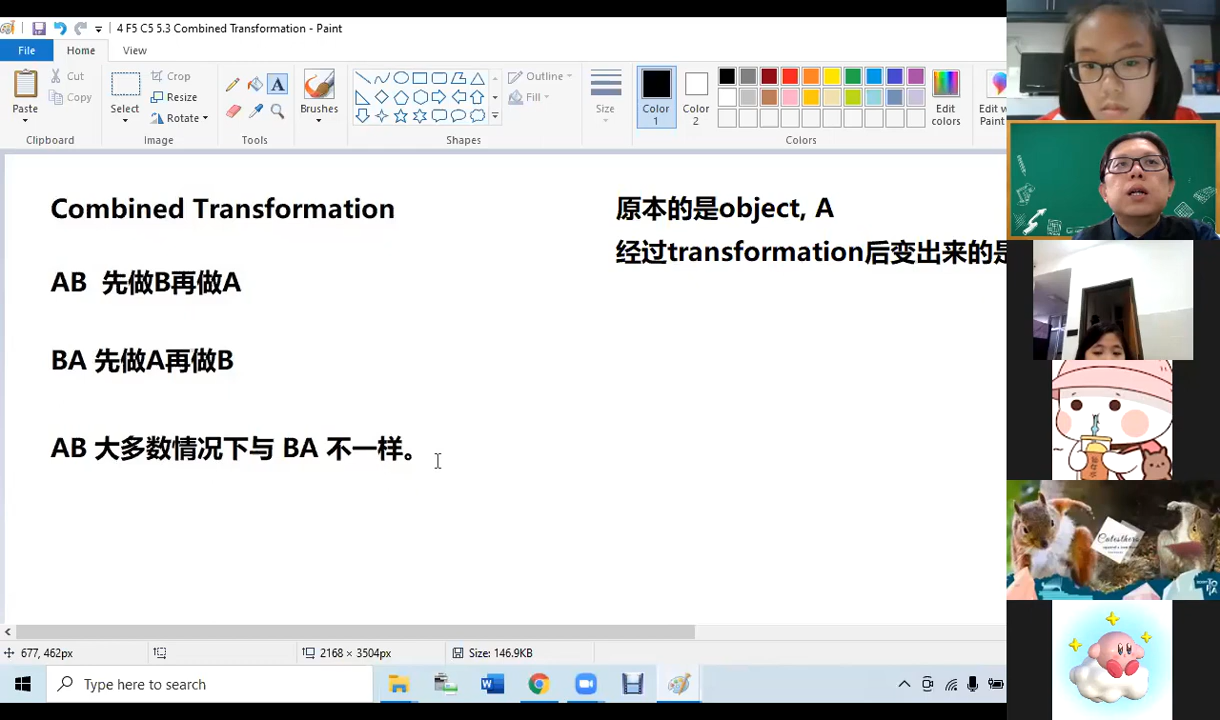 4 F5 C5 5.3 Combined Transformation - Paint
File Home View
Paste
Cut
Copy
Clipboard
Select
Crop
Resize
Rotate
Image
A
Tools
Brushes
Shapes
Outline
Fill
Size
Color 1
Color 2
Edit colors
Colors
Edit w
Paint
Combined Transformation
AB 先做B再做A
BA 先做A再做B
AB 大多数情况下与 BA 不一样。
原本的是object, A
经过transformation后变出来的是
Cutesthers
677, 462px
2168 × 3504px
Size: 146.9KB
Type here to search